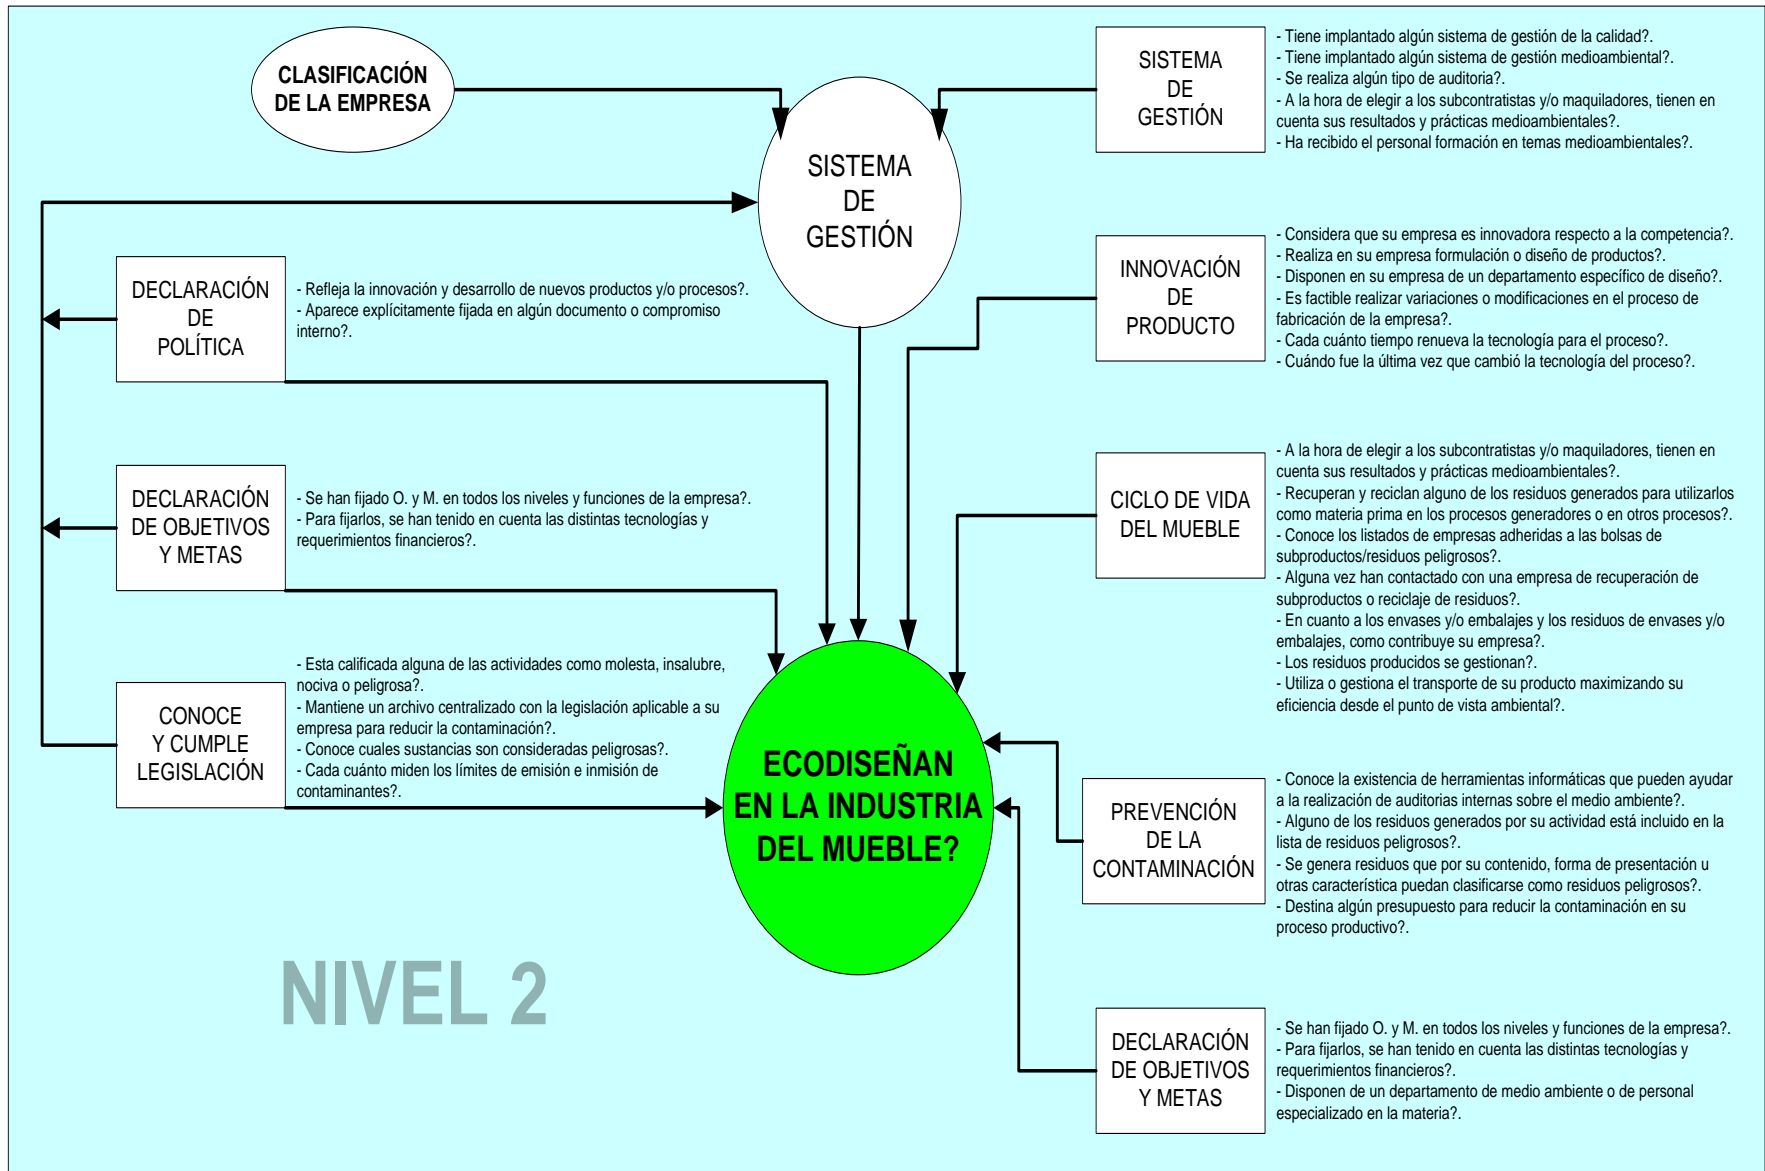 CLASIFICACIÓN
DE LA EMPRESA
SISTEMA
DE
GESTIÓN
SISTEMA
DE
GESTIÓN
- Tiene implantado algún sistema de gestión de la calidad?.
- Tiene implantado algún sistema de gestión medioambiental?.
- Se realiza algún tipo de auditoria?.
- A la hora de elegir a los subcontratistas y/o maquiladores, tienen en
cuenta sus resultados y prácticas medioambientales?.
- Ha recibido el personal formación en temas medioambientales?.
DECLARACIÓN
DE
POLÍTICA
- Refleja la innovación y desarrollo de nuevos productos y/o procesos?.
- Aparece explícitamente fijada en algún documento o compromiso
interno?.
INNOVACIÓN
DE
PRODUCTO
- Considera que su empresa es innovadora respecto a la competencia?.
- Realiza en su empresa formulación o diseño de productos?.
- Disponen en su empresa de un departamento específico de diseño?.
- Es factible realizar variaciones o modificaciones en el proceso de
fabricación de la empresa?.
- Cada cuánto tiempo renueva la tecnología para el proceso?.
- Cuándo fue la última vez que cambió la tecnología del proceso?.
DECLARACIÓN
DE OBJETIVOS
Y METAS
- Se han fijado O. y M. en todos los niveles y funciones de la empresa?.
- Para fijarlos, se han tenido en cuenta las distintas tecnologías y
requerimientos financieros?.
CICLO DE VIDA
DEL MUEBLE
- A la hora de elegir a los subcontratistas y/o maquiladores, tienen en
cuenta sus resultados y prácticas medioambientales?.
- Recuperan y reciclan alguno de los residuos generados para utilizarlos
como materia prima en los procesos generadores o en otros procesos?.
- Conoce los listados de empresas adheridas a las bolsas de
subproductos/residuos peligrosos?.
- Alguna vez han contactado con una empresa de recuperación de
subproductos o reciclaje de residuos?.
- En cuanto a los envases y/o embalajes y los residuos de envases y/o
embalajes, como contribuye su empresa?.
- Los residuos producidos se gestionan?.
- Utiliza o gestiona el transporte de su producto maximizando su
eficiencia desde el punto de vista ambiental?.
CONOCE
Y CUMPLE
LEGISLACIÓN
- Esta calificada alguna de las actividades como molesta, insalubre,
nociva o peligrosa?.
- Mantiene un archivo centralizado con la legislación aplicable a su
empresa para reducir la contaminación?.
- Conoce cuales sustancias son consideradas peligrosas?.
- Cada cuánto miden los límites de emisión e inmisión de
contaminantes?.
ECODISEÑAN
EN LA INDUSTRIA
DEL MUEBLE?
PREVENCIÓN
DE LA
CONTAMINACIÓN
- Conoce la existencia de herramientas informáticas que pueden ayudar
a la realización de auditorias internas sobre el medio ambiente?.
- Alguno de los residuos generados por su actividad está incluido en la
lista de residuos peligrosos?.
- Se genera residuos que por su contenido, forma de presentación u
otras característica puedan clasificarse como residuos peligrosos?.
- Destina algún presupuesto para reducir la contaminación en su
proceso productivo?.
NIVEL 2
DECLARACIÓN
DE OBJETIVOS
Y METAS
- Se han fijado O. y M. en todos los niveles y funciones de la empresa?.
- Para fijarlos, se han tenido en cuenta las distintas tecnologías y
requerimientos financieros?.
- Disponen de un departamento de medio ambiente o de personal
especializado en la materia?.